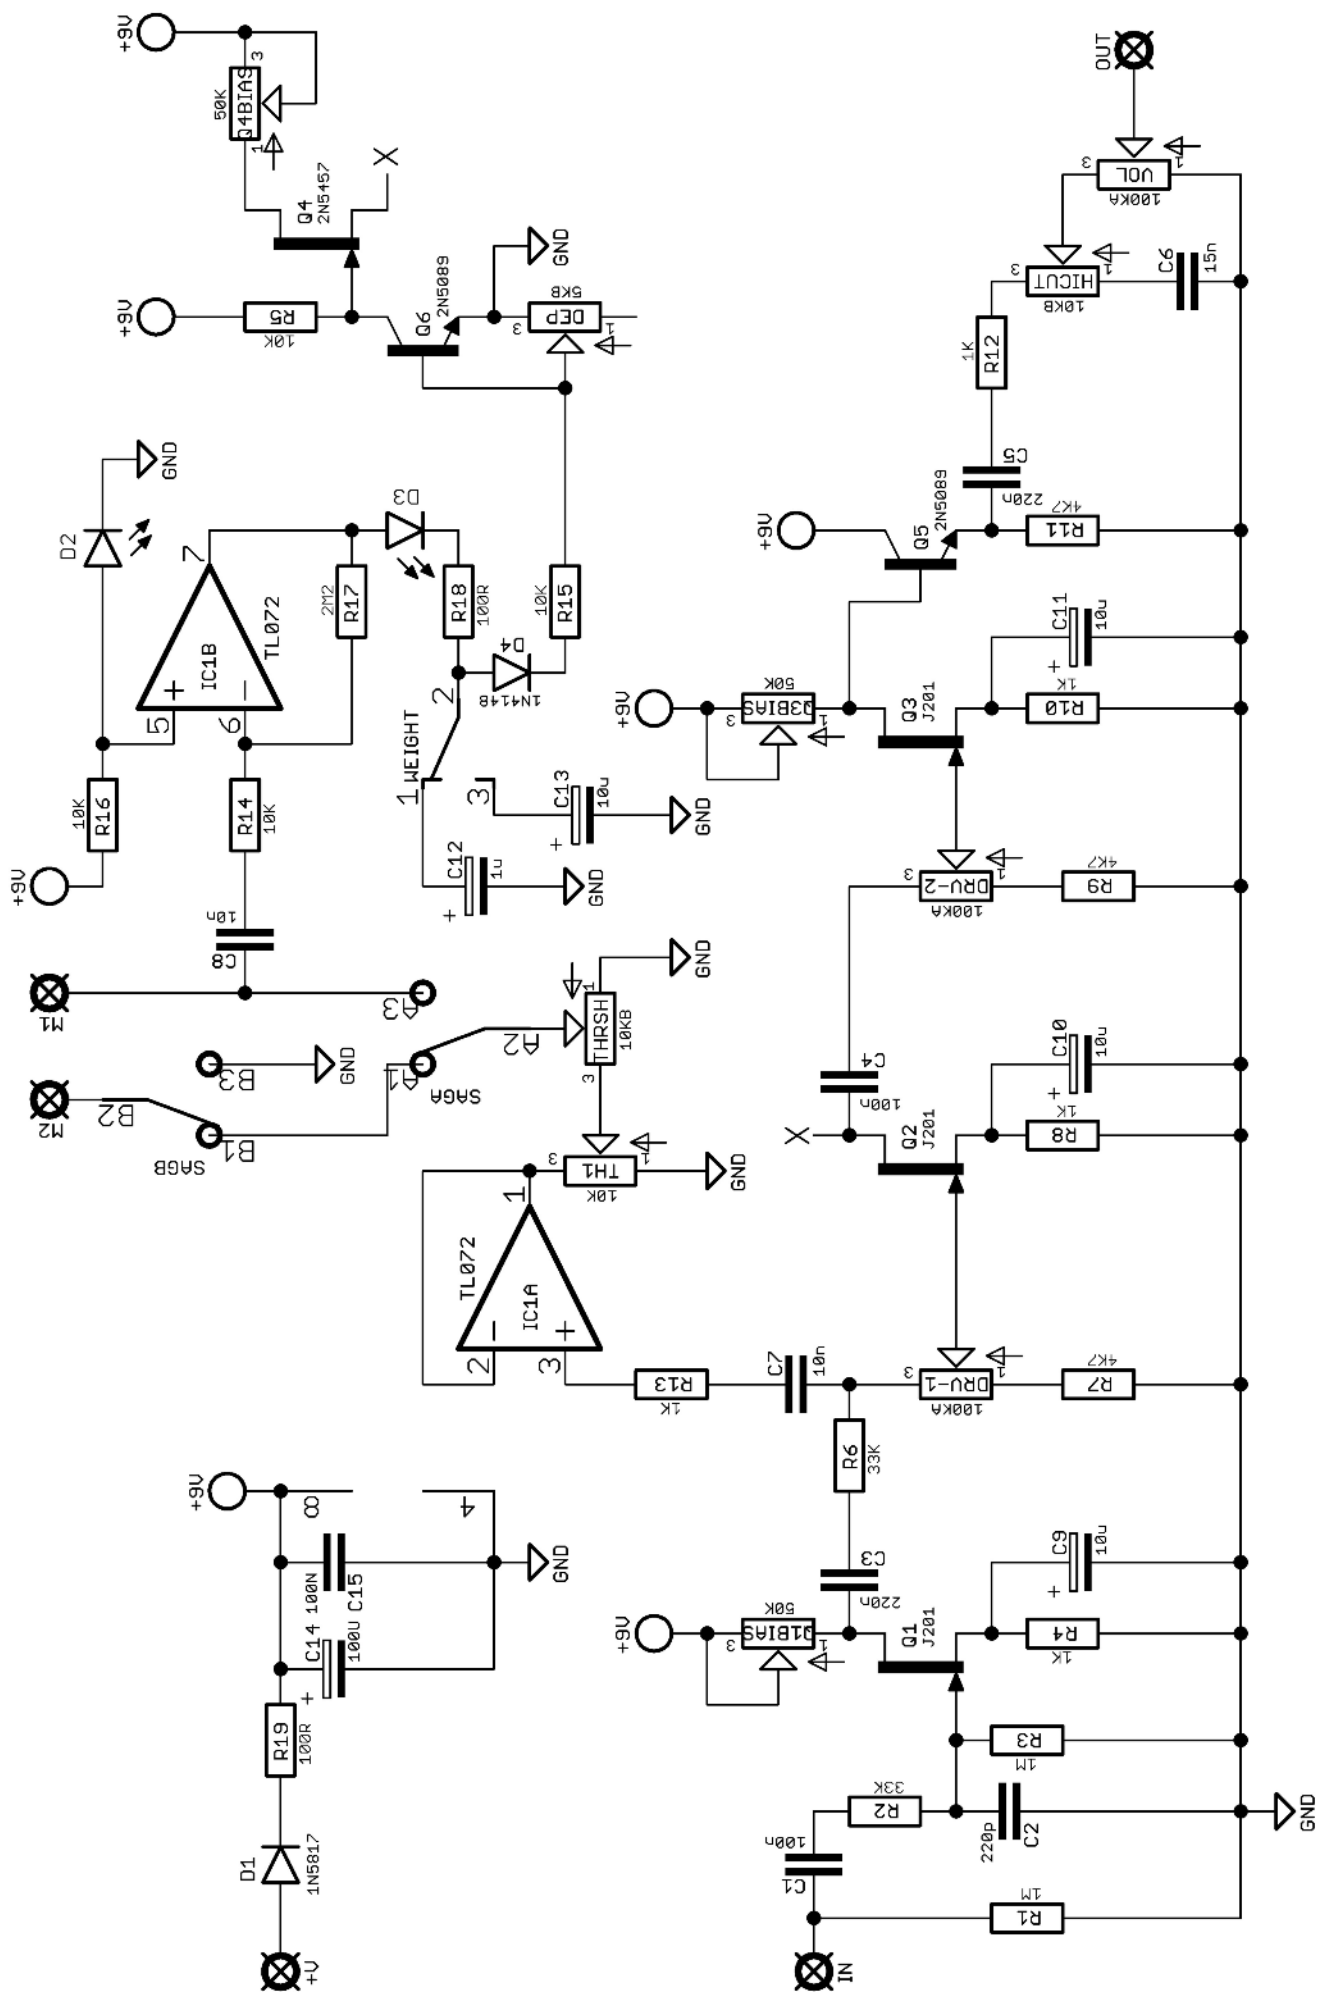 +9V
50K
Q4BIAS
3
1
Q4
2N5457
X
+9V
R5
10K
Q6
2N5089
GND
DEP
5KB
3
1
OUT
VOL
100KA
3
1
HICUT
10KB
3
1
C6
15n
R12
1K
C5
220n
+9V
Q5
2N5089
R11
4K7
D2
GND
7
IC1B
TL072
+
-
5
6
R17
2M2
D3
R18
100R
D4
1N4148
R15
10K
R16
10K
+9V
R14
10K
C8
10n
WEIGHT
1
2
3
C12
1u
+
GND
C13
10u
+
GND
+9V
Q3BIAS
50K
3
1
Q3
J201
R10
1K
C11
10u
+
DRV-2
100KA
3
1
R9
4K7
M1
M2
A3
A2
A1
SAGA
B3
B2
B1
SAGB
GND
THRSH
10KB
3
1
GND
TH1
10K
3
1
GND
C4
100n
X
Q2
J201
R8
1K
C10
10u
+
TL072
IC1A
1
2
3
-
+
R13
1K
C7
10n
DRV-1
100KA
3
1
R7
4K7
R6
33K
C3
220n
+9V
8
4
C15
100N
C14
100U
+
GND
R19
100R
D1
1N5817
+V
+9V
Q1BIAS
50K
3
1
Q1
J201
R4
1K
C9
10u
+
R3
1M
R2
33K
C2
220p
C1
100n
R1
1M
IN
GND